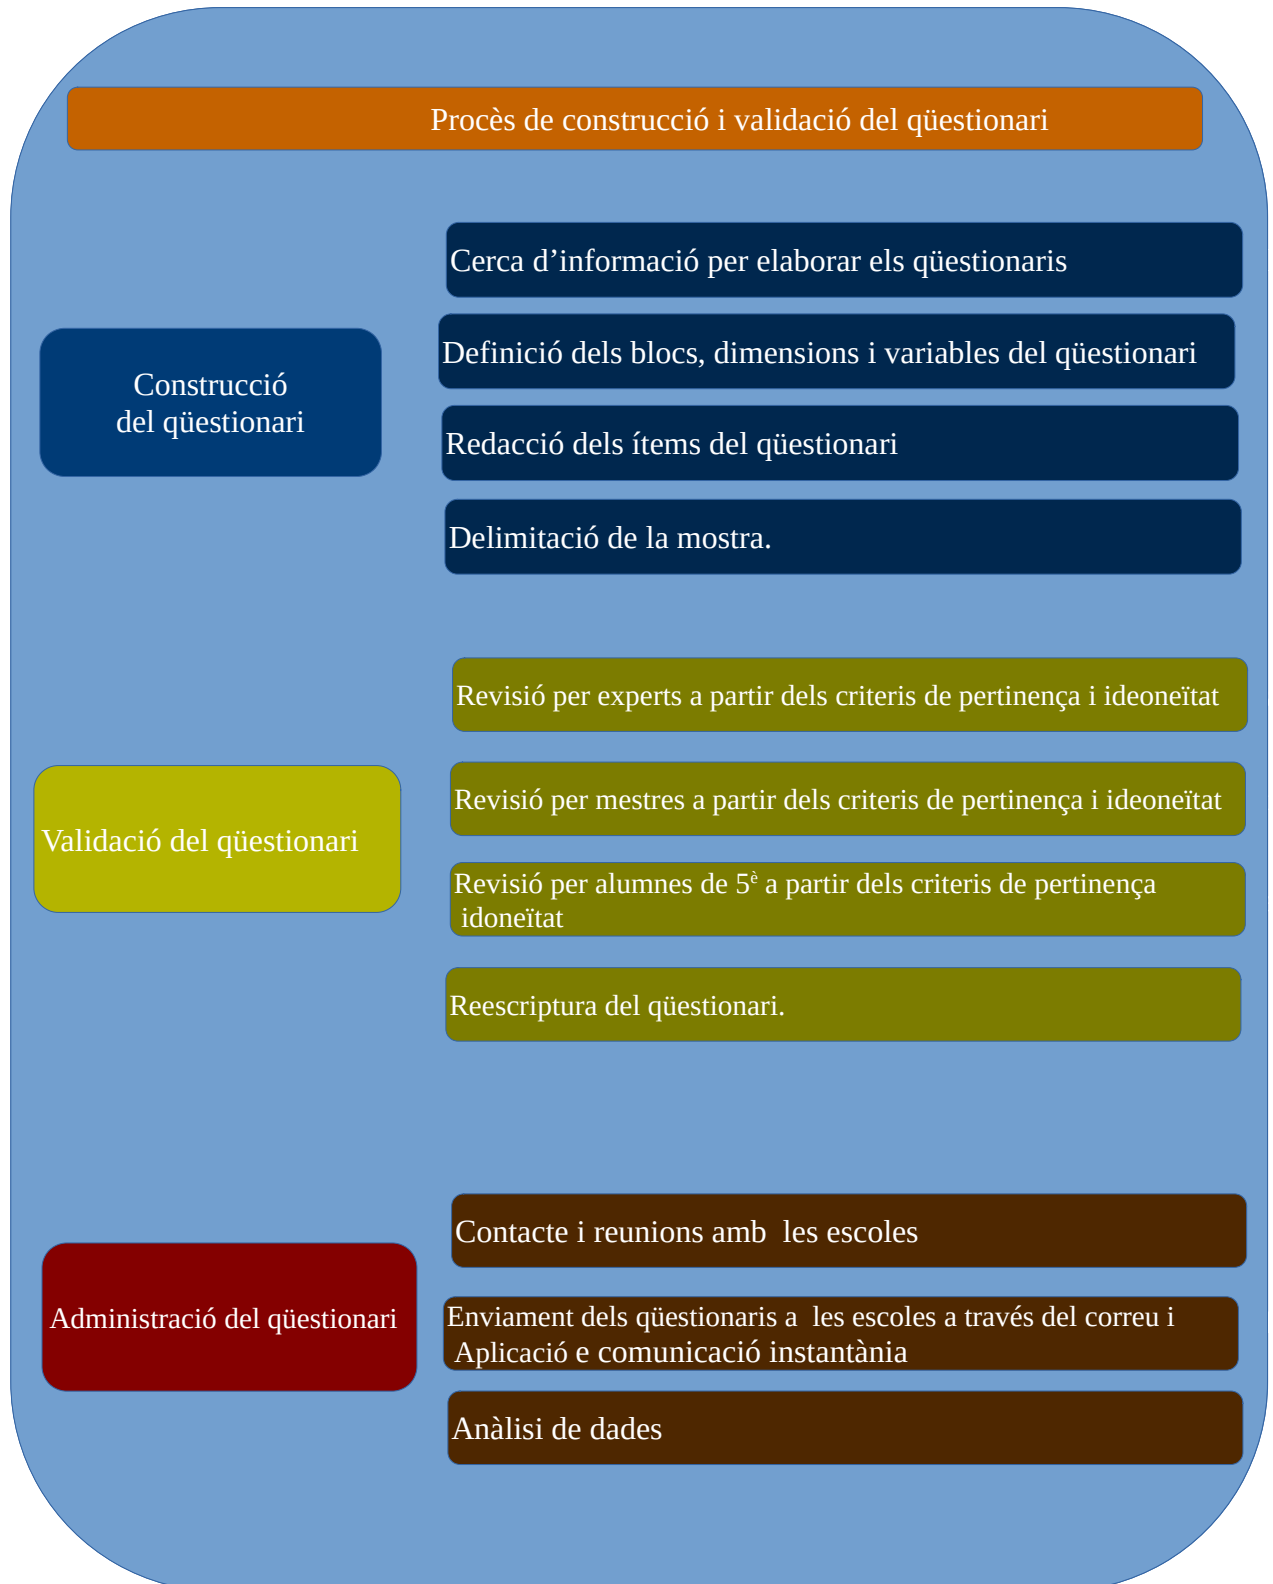 Procès de construcció i validació del qüestionari
Construcció
del qüestionari
Cerca d’informació per elaborar els qüestionaris
Definició dels blocs, dimensions i variables del qüestionari
Redacció dels ítems del qüestionari
Delimitació de la mostra.
Validació del qüestionari
Revisió per experts a partir dels criteris de pertinença i ideoneïtat
Revisió per mestres a partir dels criteris de pertinença i ideoneïtat
Revisió per alumnes de 5è a partir dels criteris de pertinença
idoneïtat
Reescriptura del qüestionari.
Administració del qüestionari
Contacte i reunions amb les escoles
Enviament dels qüestionaris a les escoles a través del correu i
Aplicació e comunicació instantània
Anàlisi de dades